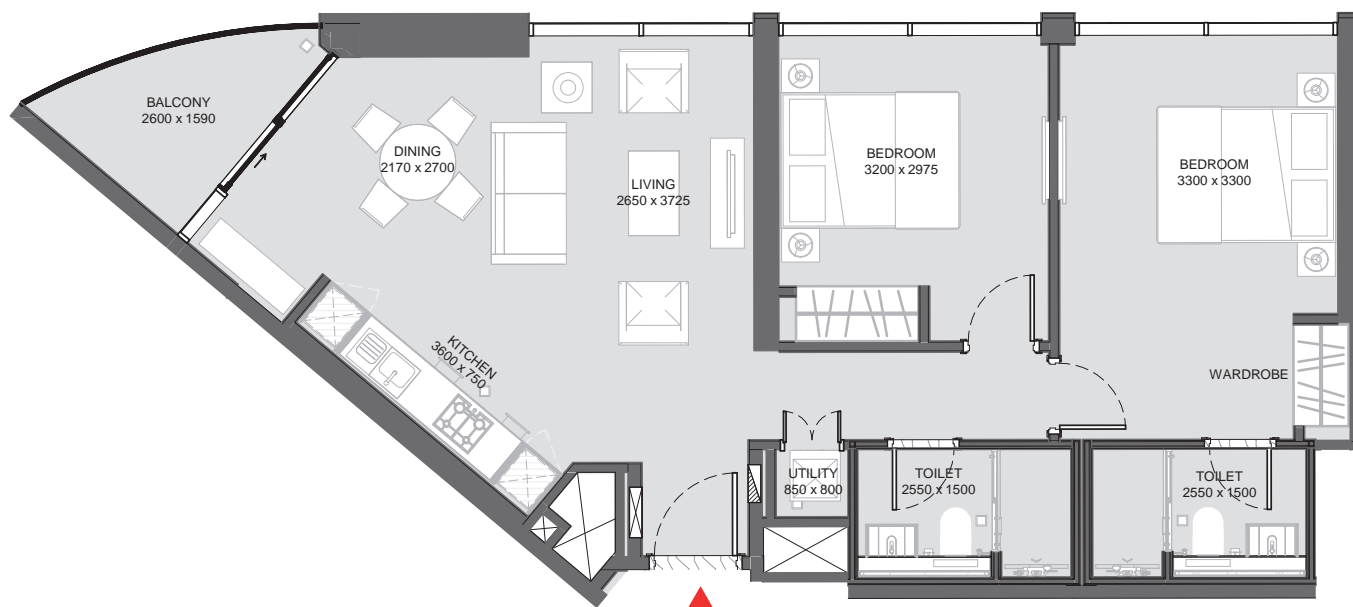 BALCONY
2600 x 1590
DINING
2170 x 2700
LIVING
2650 x 3725
BEDROOM
3200 x 2975
BEDROOM
3300 x 3300
KITCHEN
3600 x 750
WARDROBE
UTILITY
850 x 800
TOILET
2550 x 1500
TOILET
2550 x 1500